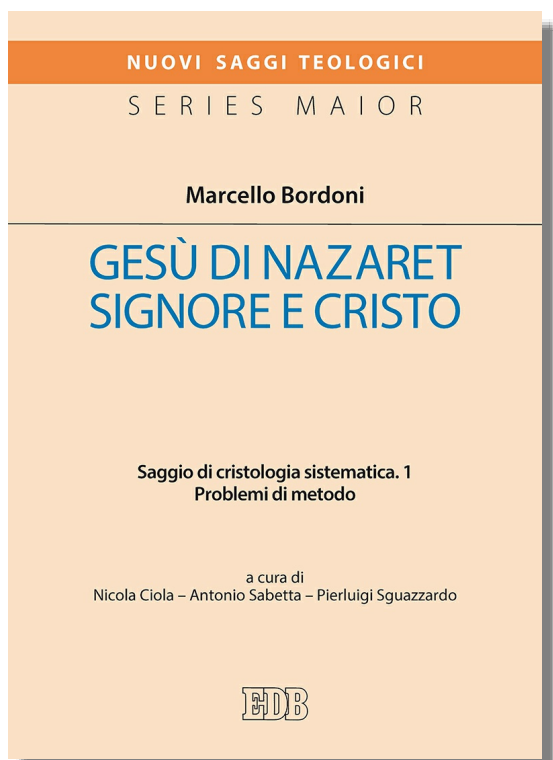 NUOVI SAGGI TEOLOGICI
SERIES MAIOR
Marcello Bordoni
GESÙ DI NAZARET
SIGNORE E CRISTO
Saggio di cristologia sistematica. 1
Problemi di metodo
a cura di
Nicola Ciola – Antonio Sabetta – Pierluigi Sguazzardo
EDB